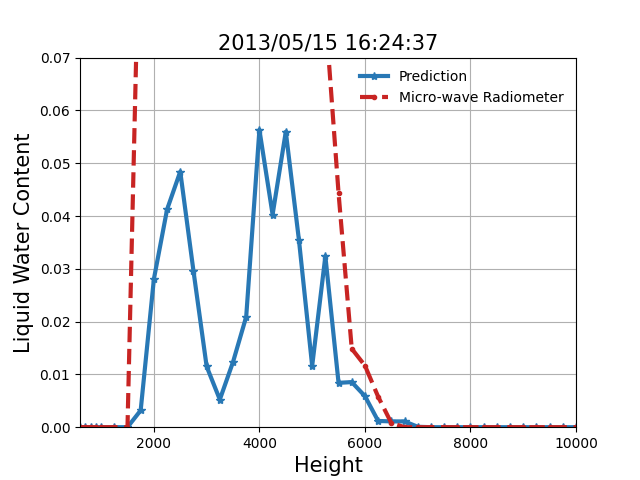 2013/05/15 16:24:37
Liquid Water Content
0.07
0.06
0.05
0.04
0.03
0.02
0.01
0.00
Prediction
Micro-wave Radiometer
2000 4000 6000 8000 10000
Height